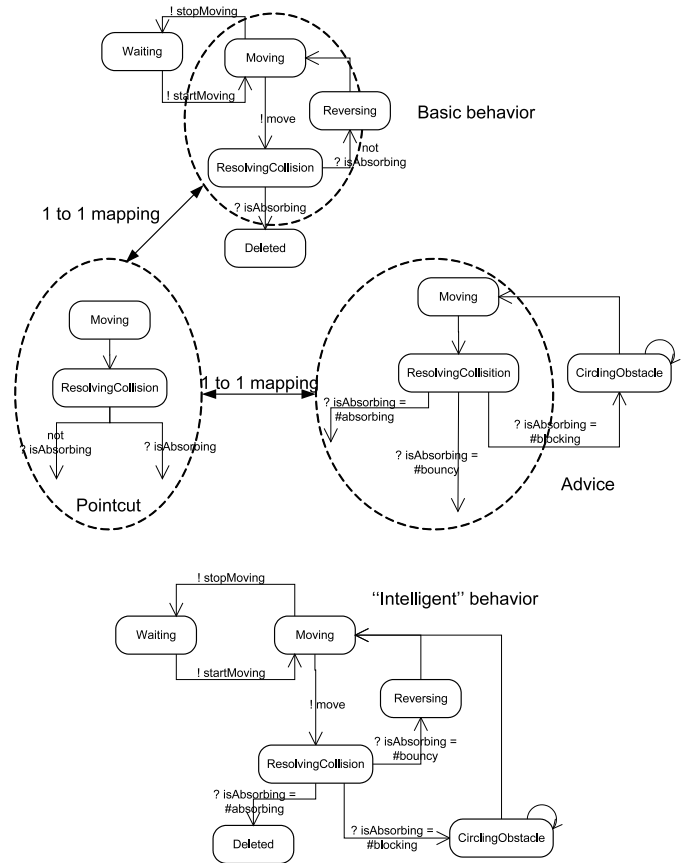 ! stopMoving
Waiting
Moving
! startMoving
Reversing
Basic behavior
! move
not
? isAbsorbing
ResolvingCollision
? isAbsorbing
1 to 1 mapping
Deleted
Moving
Moving
ResolvingCollision
ResolvingCollisition
CirclingObstacle
1 to 1 mapping
? isAbsorbing =
#absorbing
? isAbsorbing =
#blocking
not
? isAbsorbing
? isAbsorbing
? isAbsorbing =
#bouncy
Pointcut
Advice
! stopMoving
"Intelligent" behavior
Waiting
Moving
! startMoving
Reversing
! move
? isAbsorbing =
#bouncy
ResolvingCollision
? isAbsorbing =
#absorbing
Deleted
? isAbsorbing =
#blocking
CirclingObstacle